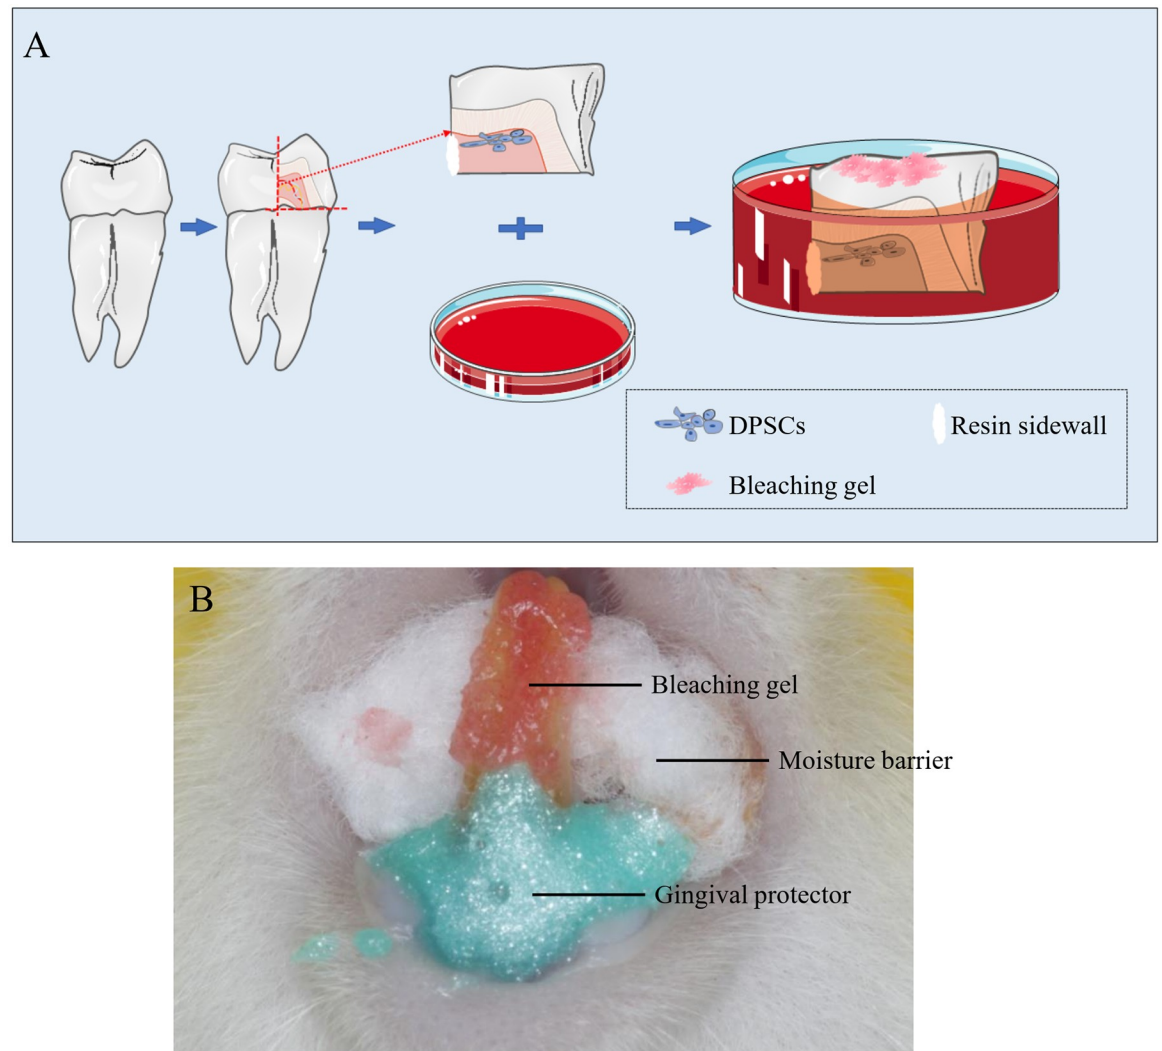 A
DPSCs
Resin sidewall
Bleaching gel
B
Bleaching gel
Moisture barrier
Gingival protector